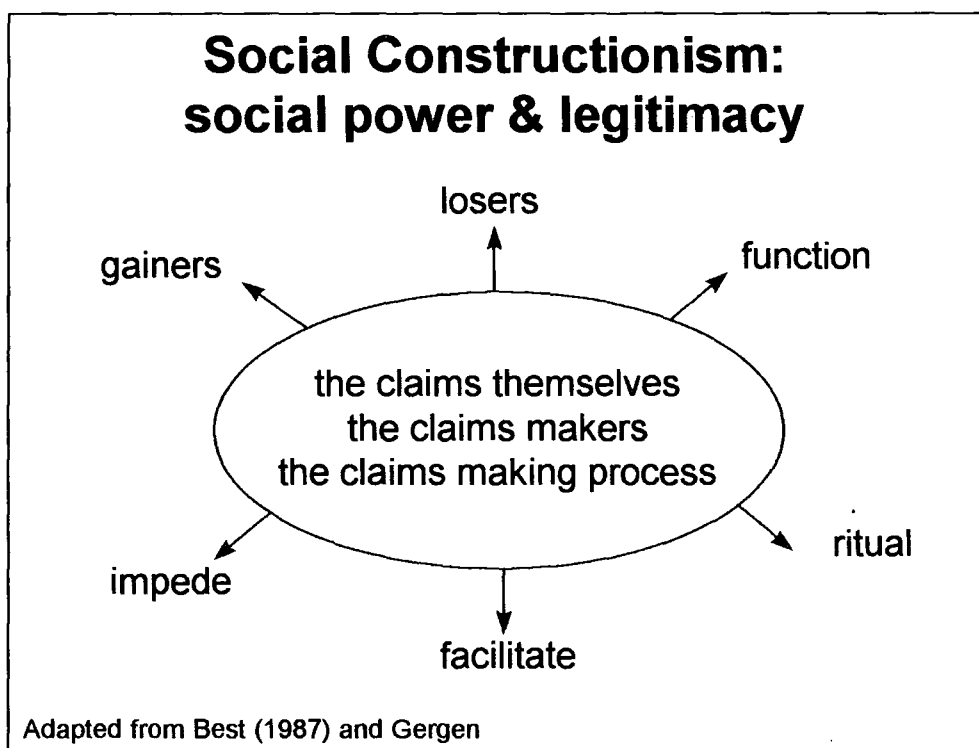 Social Constructionism:
social power & legitimacy
losers
gainers
function
the claims themselves
the claims makers
the claims making process
impede
ritual
facilitate
Adapted from Best (1987) and Gergen